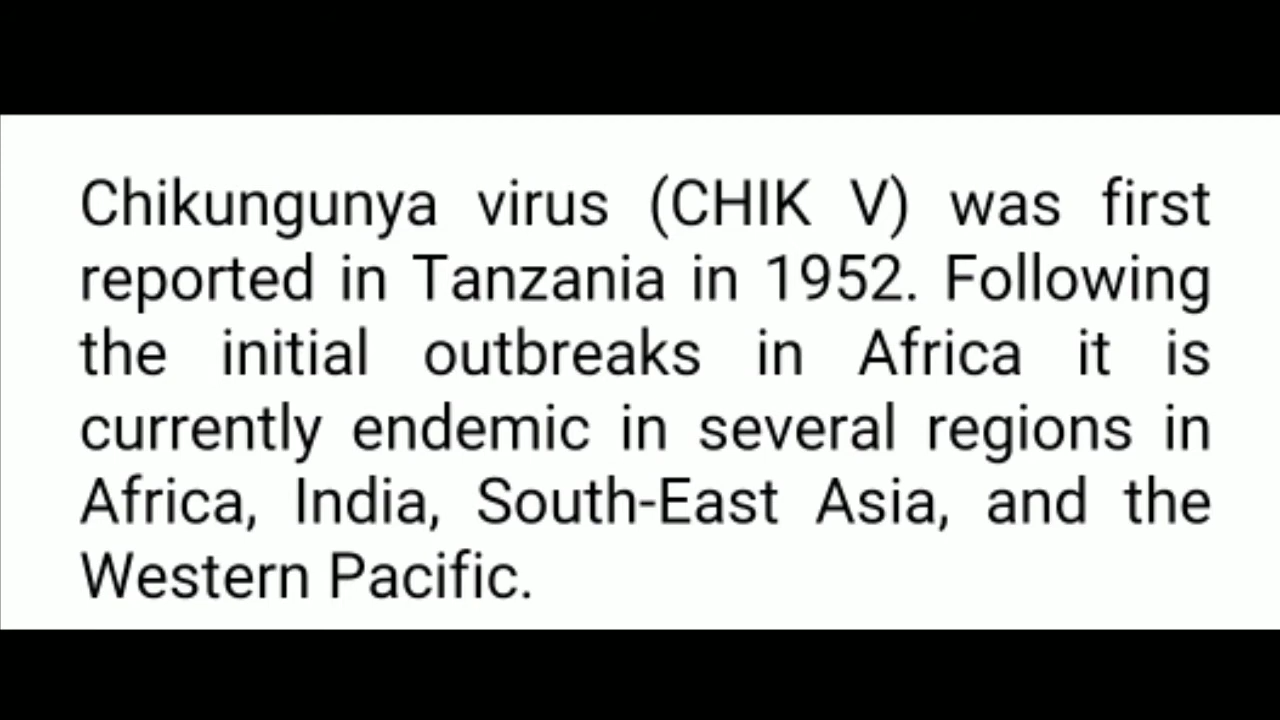 Chikungunya virus (CHIK V) was first
reported in Tanzania in 1952. Following
the initial outbreaks in Africa it is
currently endemic in several regions in
Africa, India, South-East Asia, and the
Western Pacific.